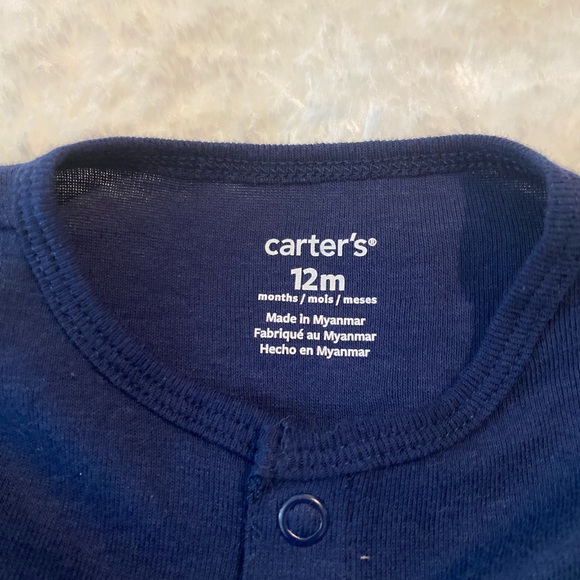 carter's®
12m
months / mois / meses
Made in Myanmar
Fabriqué au Myanmar
Hecho en Myanmar